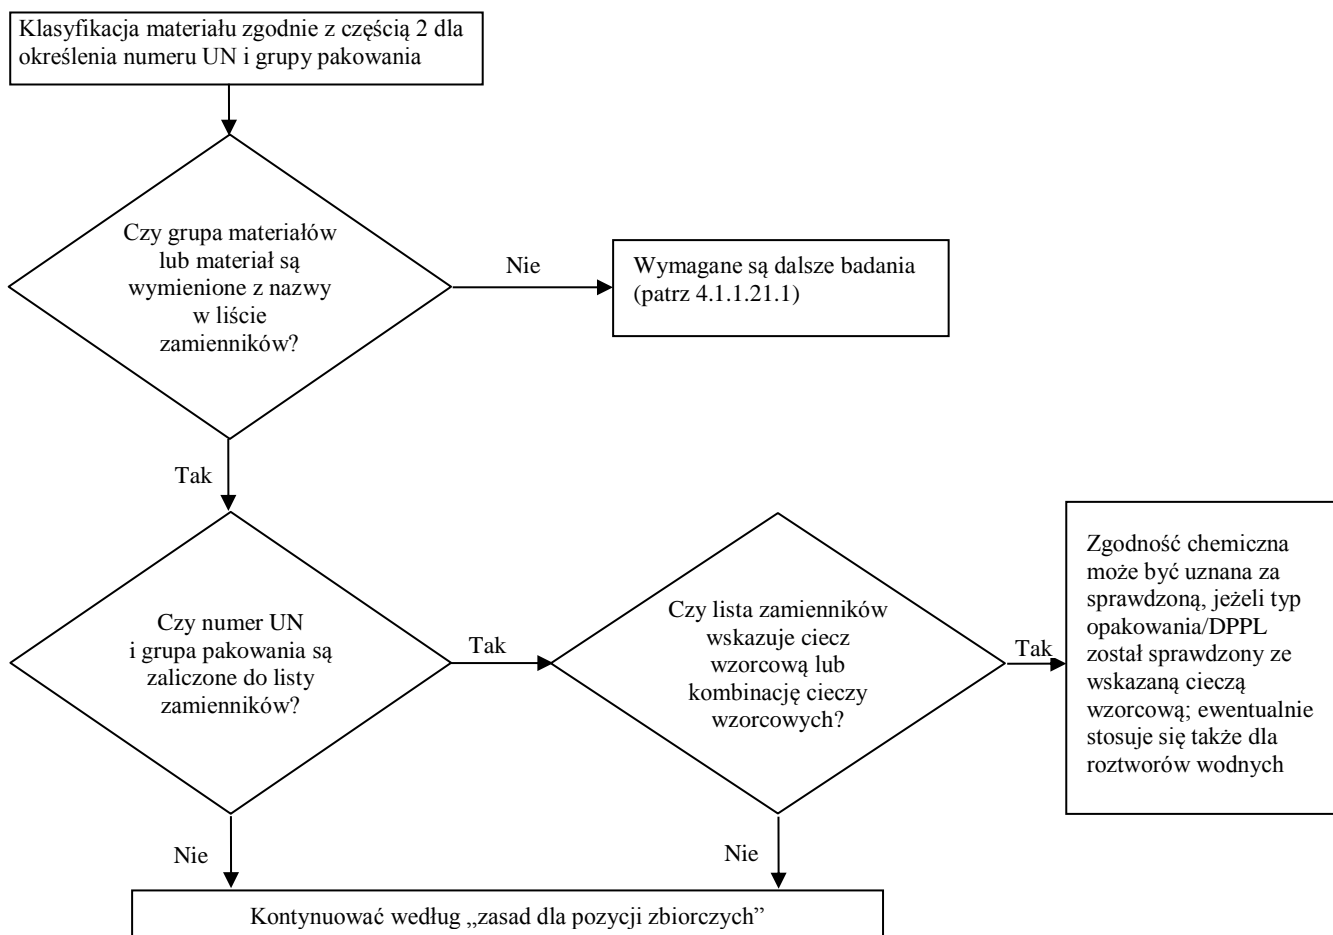 Klasyfikacja materiału zgodnie z częścią 2 dla
określenia numeru UN i grupy pakowania
Czy grupa materiałów
lub materiał są
wymienione z nazwy
w liście
zamienników?
Nie
Wymagane są dalsze badania
(patrz 4.1.1.21.1)
Tak
Czy numer UN
i grupa pakowania są
zaliczone do listy
zamienników?
Tak
Czy lista zamienników
wskazuje ciecz
wzorcową lub
kombinację cieczy
wzorcowych?
Tak
Zgodność chemiczna
może być uznana za
sprawdzoną, jeżeli typ
opakowania/DPPL
został sprawdzony ze
wskazaną cieczą
wzorcową; ewentualnie
stosuje się także dla
roztworów wodnych
Nie
Nie
Kontynuować według „zasad dla pozycji zbiorczych”